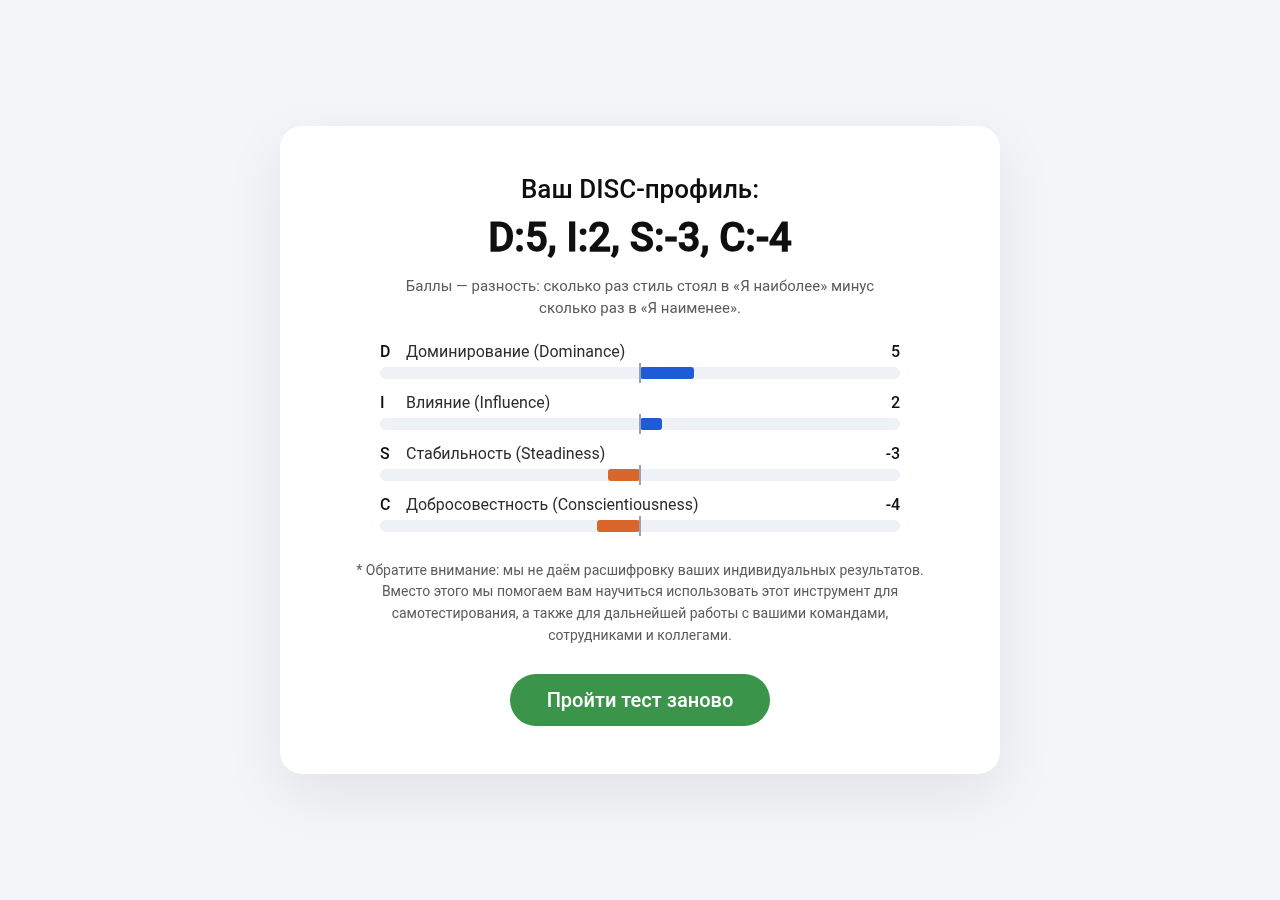 Ваш DISC-профиль:
D:5, I:2, S:-3, C:-4
Баллы — разность: сколько раз стиль стоял в «Я наиболее» минус
сколько раз в «Я наименее».
D Доминирование (Dominance) 5
I Влияние (Influence) 2
S Стабильность (Steadiness) -3
C Добросовестность (Conscientiousness) -4
* Обратите внимание: мы не даём расшифровку ваших индивидуальных результатов.
Вместо этого мы помогаем вам научиться использовать этот инструмент для
самотестирования, а также для дальнейшей работы с вашими командами,
сотрудниками и коллегами.
Пройти тест заново